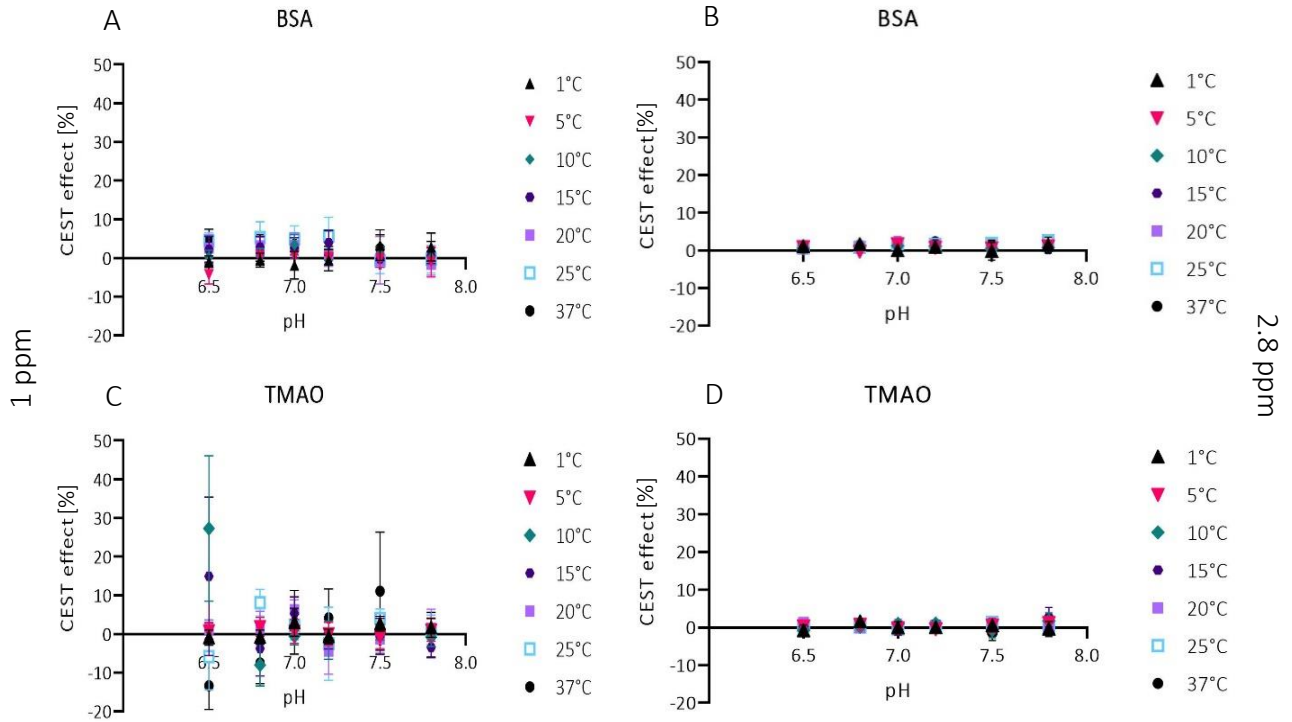 A
BSA
CEST effect [%]
50
40
30
20
10
0
-10
-20
6.5
7.0
7.5
8.0
pH
1°C
5°C
10°C
15°C
20°C
25°C
37°C
B
BSA
CEST effect[%]
50
40
30
20
10
0
-10
-20
6.5
7.0
7.5
8.0
pH
1°C
5°C
10°C
15°C
20°C
25°C
37°C
1 ppm
2.8 ppm
C
TMAO
CEST effect [%]
50
40
30
20
10
0
-10
-20
6.5
7.0
7.5
8.0
pH
1°C
5°C
10°C
15°C
20°C
25°C
37°C
D
TMAO
CEST effect [%]
50
40
30
20
10
0
-10
-20
6.5
7.0
7.5
8.0
pH
1°C
5°C
10°C
15°C
20°C
25°C
37°C